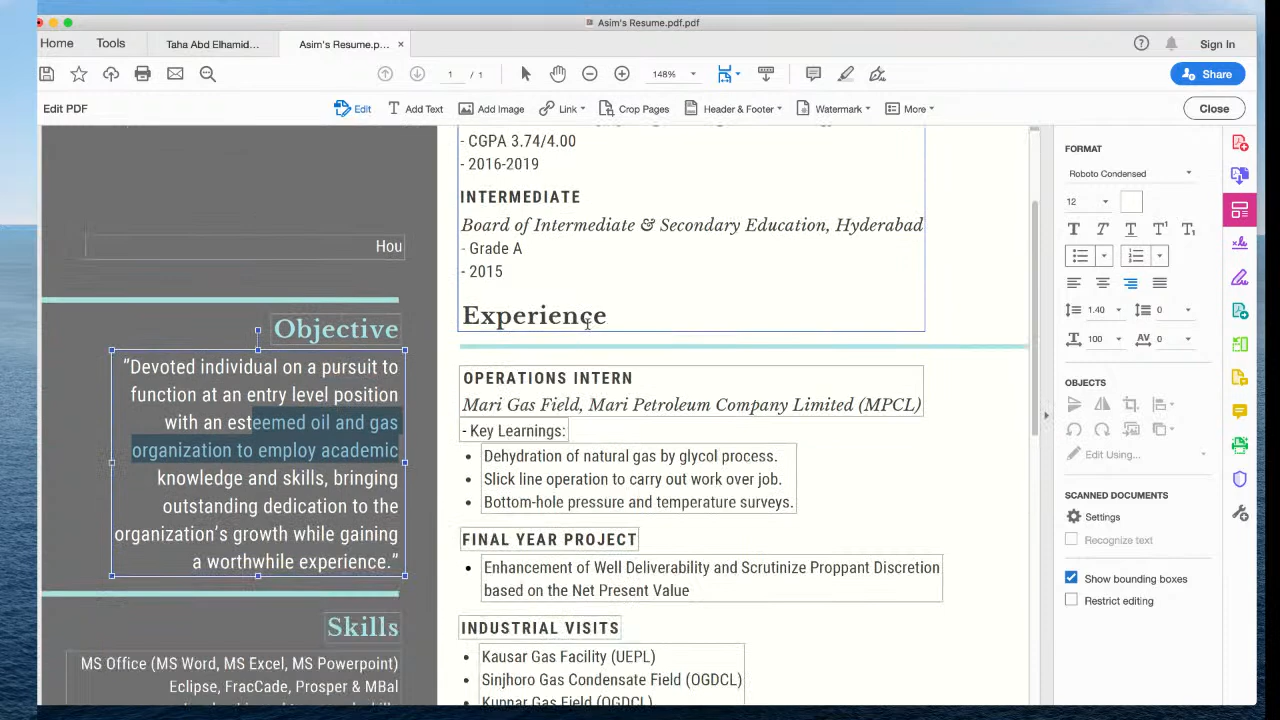 Asim's Resume.pdf.pdf
Home
Tools
Taha Abd Elhamid...
Asim's Resume.p...
×
?
Sign In
1 / 1
148%
Share
Edit PDF
Edit
Add Text
Add Image
Link
Crop Pages
Header & Footer
Watermark
More
Close
Hou
Objective
"Devoted individual on a pursuit to
function at an entry level position
with an esteemed oil and gas
organization to employ academic
knowledge and skills, bringing
outstanding dedication to the
organization's growth while gaining
a worthwhile experience."
Skills
MS Office (MS Word, MS Excel, MS Powerpoint)
Eclipse, FracCade, Prosper & MBal
- CGPA 3.74/4.00
- 2016-2019
INTERMEDIATE
Board of Intermediate & Secondary Education, Hyderabad
- Grade A
- 2015
Experience
OPERATIONS INTERN
Mari Gas Field, Mari Petroleum Company Limited (MPCL)
- Key Learnings:
• Dehydration of natural gas by glycol process.
• Slick line operation to carry out work over job.
• Bottom-hole pressure and temperature surveys.
FINAL YEAR PROJECT
• Enhancement of Well Deliverability and Scrutinize Proppant Discretion
based on the Net Present Value
INDUSTRIAL VISITS
• Kausar Gas Facility (UEPL)
• Sinjhoro Gas Condensate Field (OGDCL)
FORMAT
Roboto Condensed
12
T T T T¹ T₁
1.40
0
100
AV 0
OBJECTS
Edit Using...
SCANNED DOCUMENTS
Settings
Recognize text
Show bounding boxes
Restrict editing